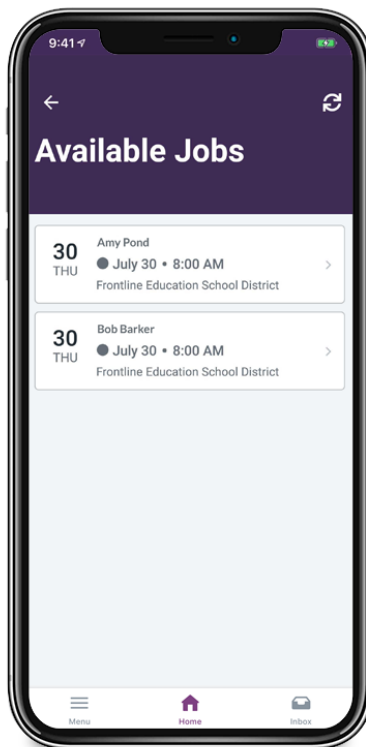 9:41
Available Jobs
30
THU
Amy Pond
July 30 • 8:00 AM
Frontline Education School District
30
THU
Bob Barker
July 30 • 8:00 AM
Frontline Education School District
Menu
Home
Inbox